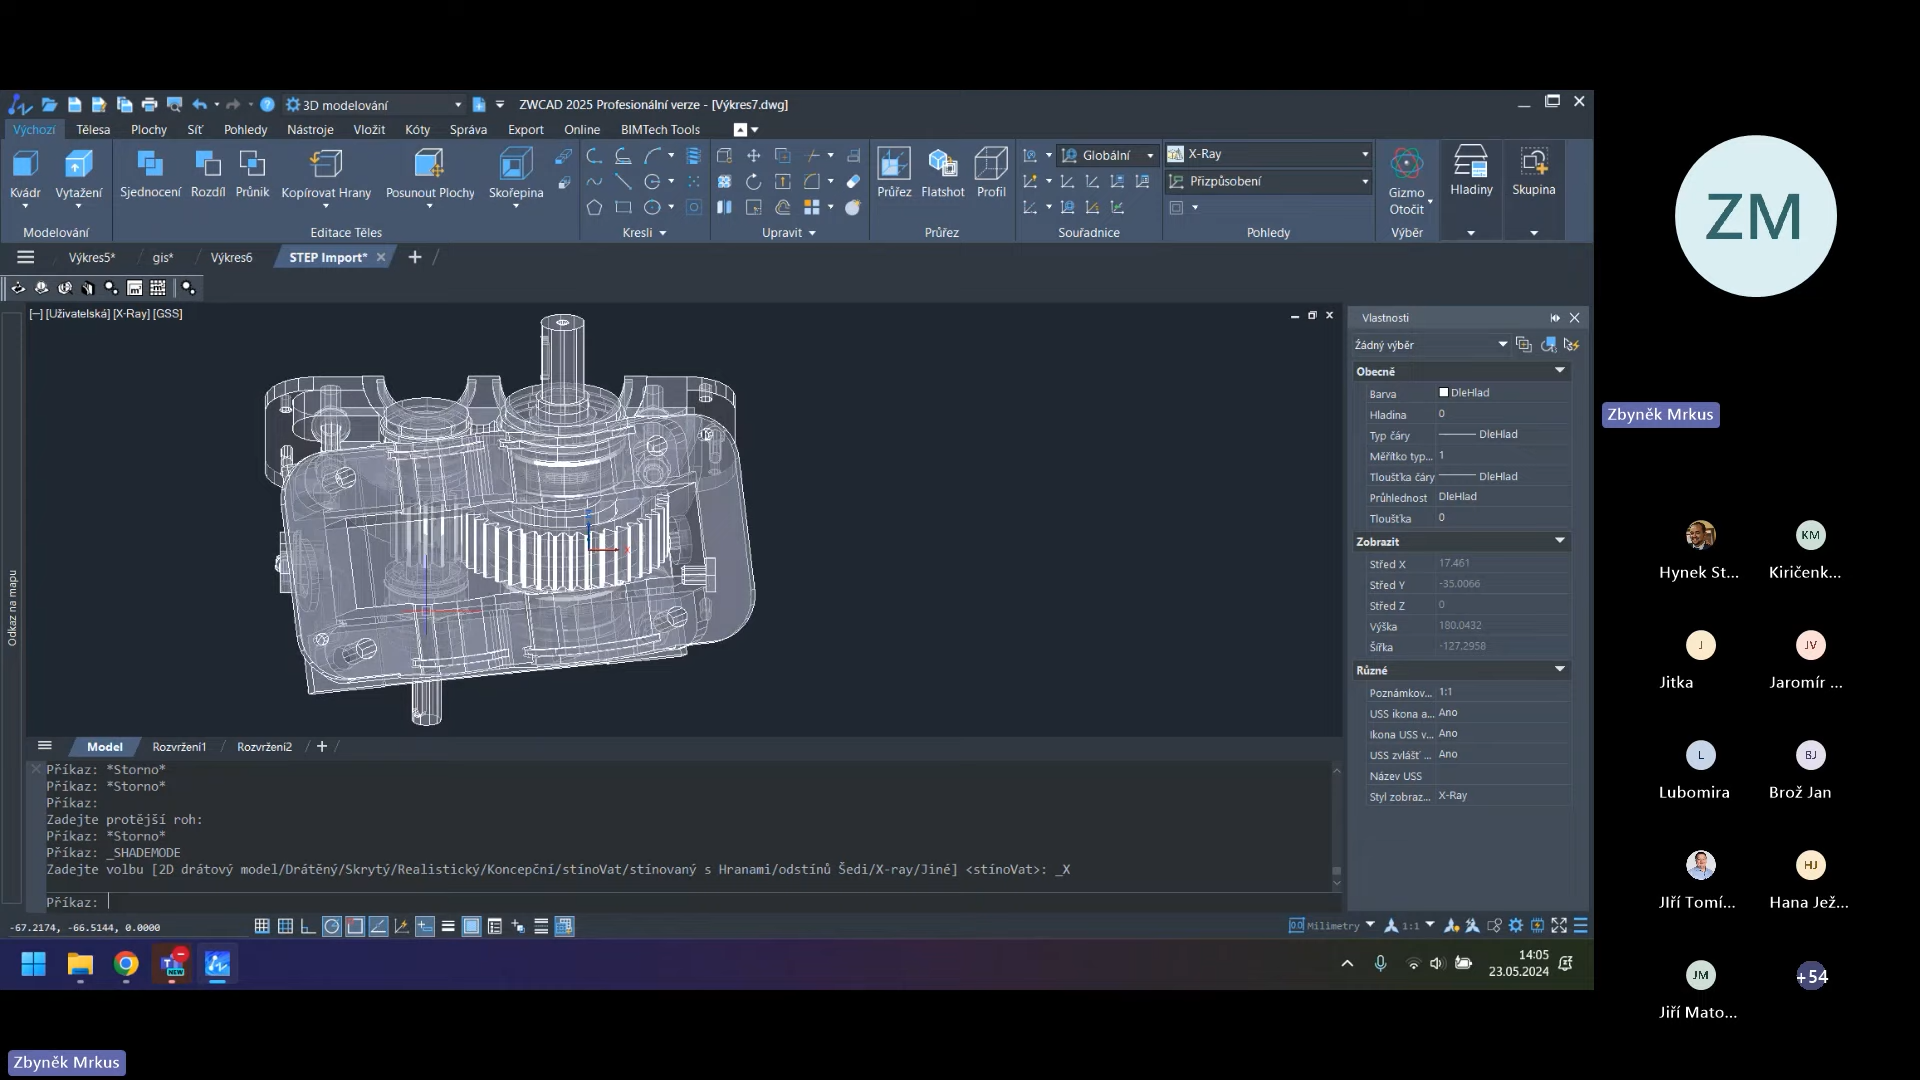 3D modelování
ZWCAD 2025 Profesionální verze - [Výkres7.dwg]
Výchozí Tělesa Plochy Síť Pohledy Nástroje Vložit Kóty Správa Export Online BIMTech Tools
Kvádr Vytažení Sjednocení Rozdíl Průnik Kopírovat Hrany Posunout Plochy Skořepina
Globální
X-Ray
Přizpůsobení
Průřez Flatshot Profil
Gizmo
Otočit
Hladiny
Skupina
Modelování Editace Těles Kresli Upravit Průřez Souřadnice Pohledy Výběr
Výkres5* gis* Výkres6 STEP Import*
[−] [Uživatelská] [X-Ray] [GSS]
Odkaz na mapu
X
Vlastnosti
Žádný výběr
Obecné
Barva DleHlad
Hladina 0
Typ čáry DleHlad
Měřítko typ... 1
Tloušťka čáry DleHlad
Průhlednost DleHlad
Tloušťka 0
Zobrazit
Střed X 17.461
Střed Y -35.0066
Střed Z 0
Výška 180.0432
Šířka -127.2958
Různé
Poznámkov... 1:1
USS ikona a... Ano
Ikona USS v... Ano
USS zvlášť ... Ano
Název USS
Styl zobraz... X-Ray
Model Rozvržení1 Rozvržení2
Příkaz: *Storno*
Příkaz: *Storno*
Příkaz:
Zadejte protější roh:
Příkaz: *Storno*
Příkaz: _SHADEMODE
Zadejte volbu [2D drátový model/Drátěný/Skrytý/Realistický/Koncepční/stínoVat/stínovaný s Hranami/odstínů Šedi/X-ray/Jiné] <stínoVat>: _X
Příkaz:
-67.2174, -66.5144, 0.0000
Milimetry 1:1
NEW
14:05
23.05.2024
ZM
Zbyněk Mrkus
KM
Hynek St... Kiričenk...
J JV
Jitka Jaromír ...
L BJ
Lubomira Brož Jan
HJ
JIří Tomí... Hana Jež...
JM +54
Jiří Mato...
Zbyněk Mrkus